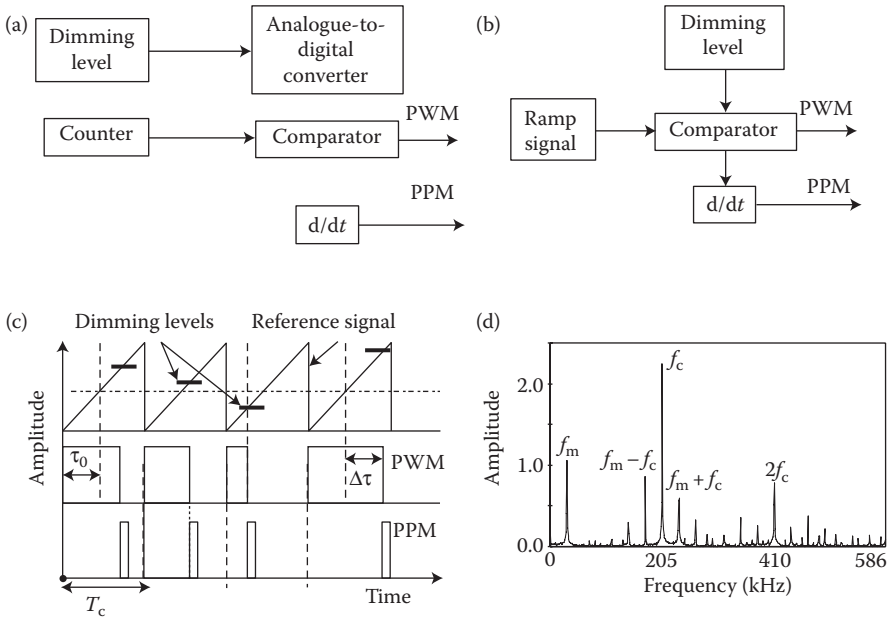 (a)
Dimming
level
Analogue-to-
digital
converter
Counter
Comparator
PWM
PPM
d/dt
(b)
Dimming
level
Ramp
signal
Comparator
PWM
d/dt
PPM
(c)
Dimming levels
Reference signal
Amplitude
τ0
PWM
Δτ
PPM
Tc
Time
(d)
Amplitude
2.0
1.0
0.0
fm
fm − fc
fc
fm + fc
2fc
0
205
410
586
Frequency (kHz)